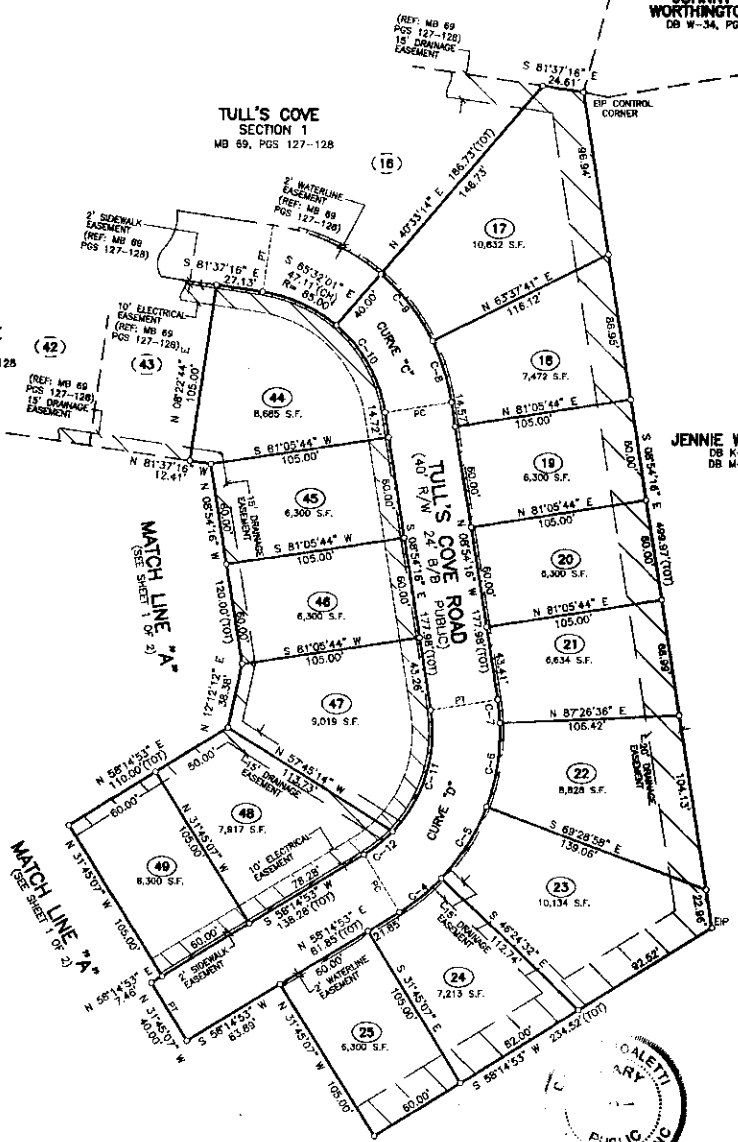 WORTHINGTO
DB W-34, PG
(REF: MB 69
PGS 127-128)
15' DRAINAGE
EASEMENT
S 81°37'16" E
24.61'
EIP CONTROL
CORNER
TULL'S COVE
SECTION 1
MB 69, PGS 127-128
16
N 40°33'14" E 186.73'(TOT)
146.73'
96.94'
2' WATERLINE
EASEMENT
(REF: MB 69
PGS 127-128)
2' SIDEWALK
EASEMENT
(REF: MB 69
PGS 127-128)
17
10,632 S.F.
S 81°37'16" E
27.13'
PT
S 65°32'01" E
47.11'(CH)
R= 85.00'
40.00'
C-9
N 63°37'41" E
116.12'
10' ELECTRICAL
EASEMENT
(REF: MB 69
PGS 127-128)
42
43
128
(REF: MB 69
PGS 127-128)
15' DRAINAGE
EASEMENT
N 08°22'44" E
105.00'
C-10
CURVE "C"
C-8
86.95'
18
7,472 S.F.
44
8,685 S.F.
14.72'
PC
14.57'
N 81°05'44" E
105.00'
N 81°37'16" W
12.41'
S 81°05'44" W
105.00'
JENNIE W
DB K-
DB M-
19
6,300 S.F.
60.00'
60.00'
S 08°54'16" E 499.97'(TOT)
45
6,300 S.F.
15' DRAINAGE
EASEMENT
60.00'
60.00'
N 08°54'16" W 120.00'(TOT)
TULL'S COVE ROAD
(40' R/W 24' B/B PUBLIC)
N 81°05'44" E
105.00'
S 81°05'44" W
105.00'
MATCH LINE "A"
(SEE SHEET 1 OF 2)
S 08°54'16" E 177.98'(TOT)
N 08°54'16" W 177.98'(TOT)
20
6,300 S.F.
60.00'
60.00'
46
6,300 S.F.
60.00'
60.00'
N 81°05'44" E
105.00'
S 81°05'44" W
105.00'
21
6,634 S.F.
68.99'
N 12°12'12" E
38.38'
43.26'
43.41'
47
9,019 S.F.
PT
C-7
N 87°26'36" E
106.42'
N 58°14'53" E
110.00'(TOT)
50.00'
N 57°45'14" W
113.73'
15' DRAINAGE
EASEMENT
C-11
C-6
20' DRAINAGE
EASEMENT
22
8,828 S.F.
104.13'
60.00'
N 31°45'07" W
105.00'
48
7,917 S.F.
CURVE "D"
S 69°28'58" E
139.06'
10' ELECTRICAL
EASEMENT
C-12
C-5
MATCH LINE "A"
(SEE SHEET 1 OF 2)
N 31°45'07" W
105.00'
49
6,300 S.F.
78.28'
S 58°14'53" W
138.28'(TOT)
C-4
23
10,134 S.F.
22.96'
EIP
60.00'
N 58°14'53" E
81.85'(TOT)
21.85'
15' DRAINAGE
EASEMENT
S 46°24'32" E
112.74'
92.52'
2' SIDEWALK
EASEMENT
N 58°14'53" E
7.46'
60.00'
2' WATERLINE
EASEMENT
PT
N 31°45'07" W
40.00'
S 58°14'53" W
63.69'
S 31°45'07" E
105.00'
24
7,213 S.F.
N 31°45'07" W
105.00'
25
6,300 S.F.
82.00'
S 58°14'53" W 234.52'(TOT)
60.00'
DALETTI
ARY
PUBLIC